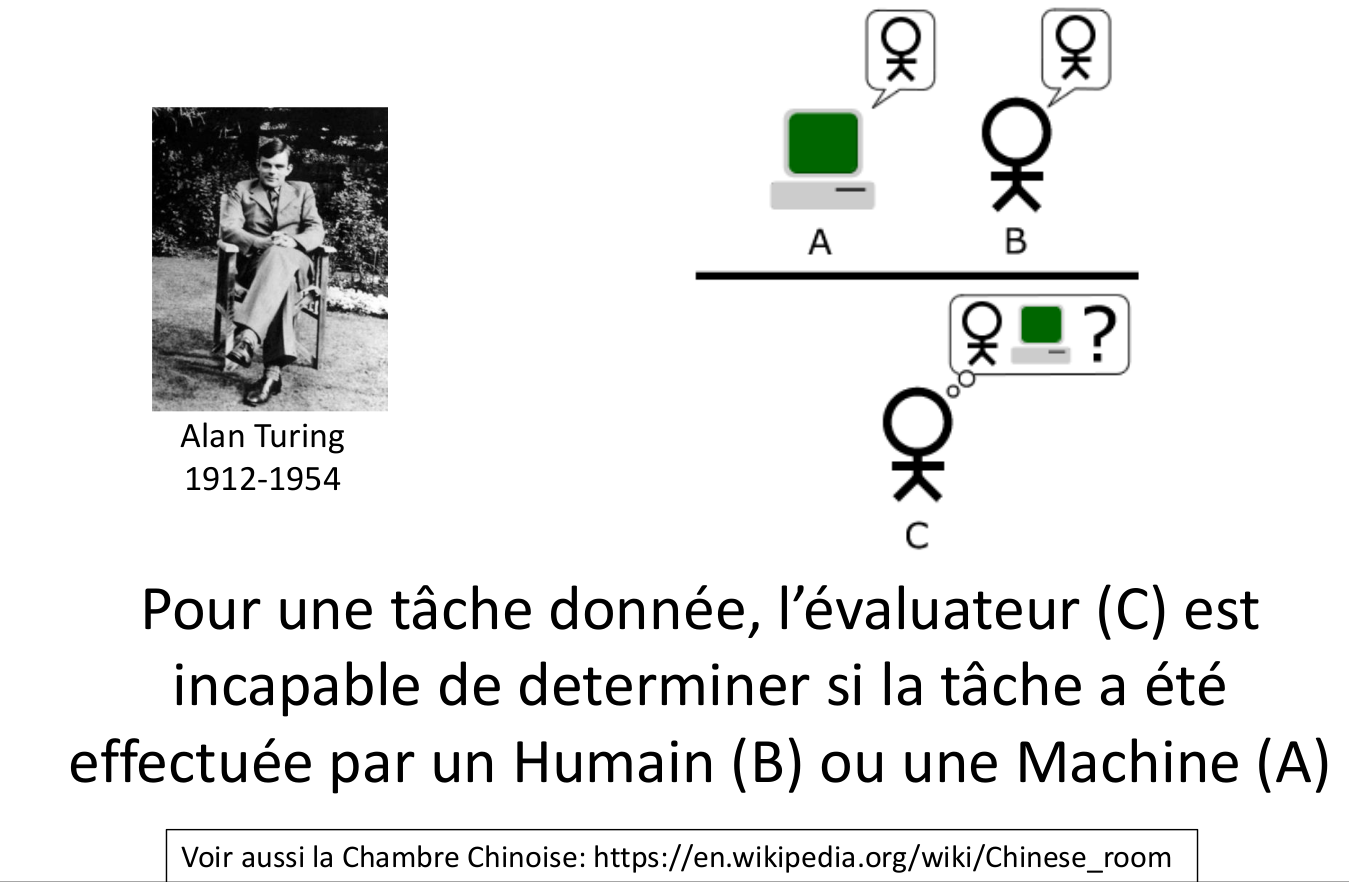 A
B
?
C
Alan Turing
1912-1954
Pour une tâche donnée, l’évaluateur (C) est
incapable de determiner si la tâche a été
effectuée par un Humain (B) ou une Machine (A)
Voir aussi la Chambre Chinoise: https://en.wikipedia.org/wiki/Chinese_room